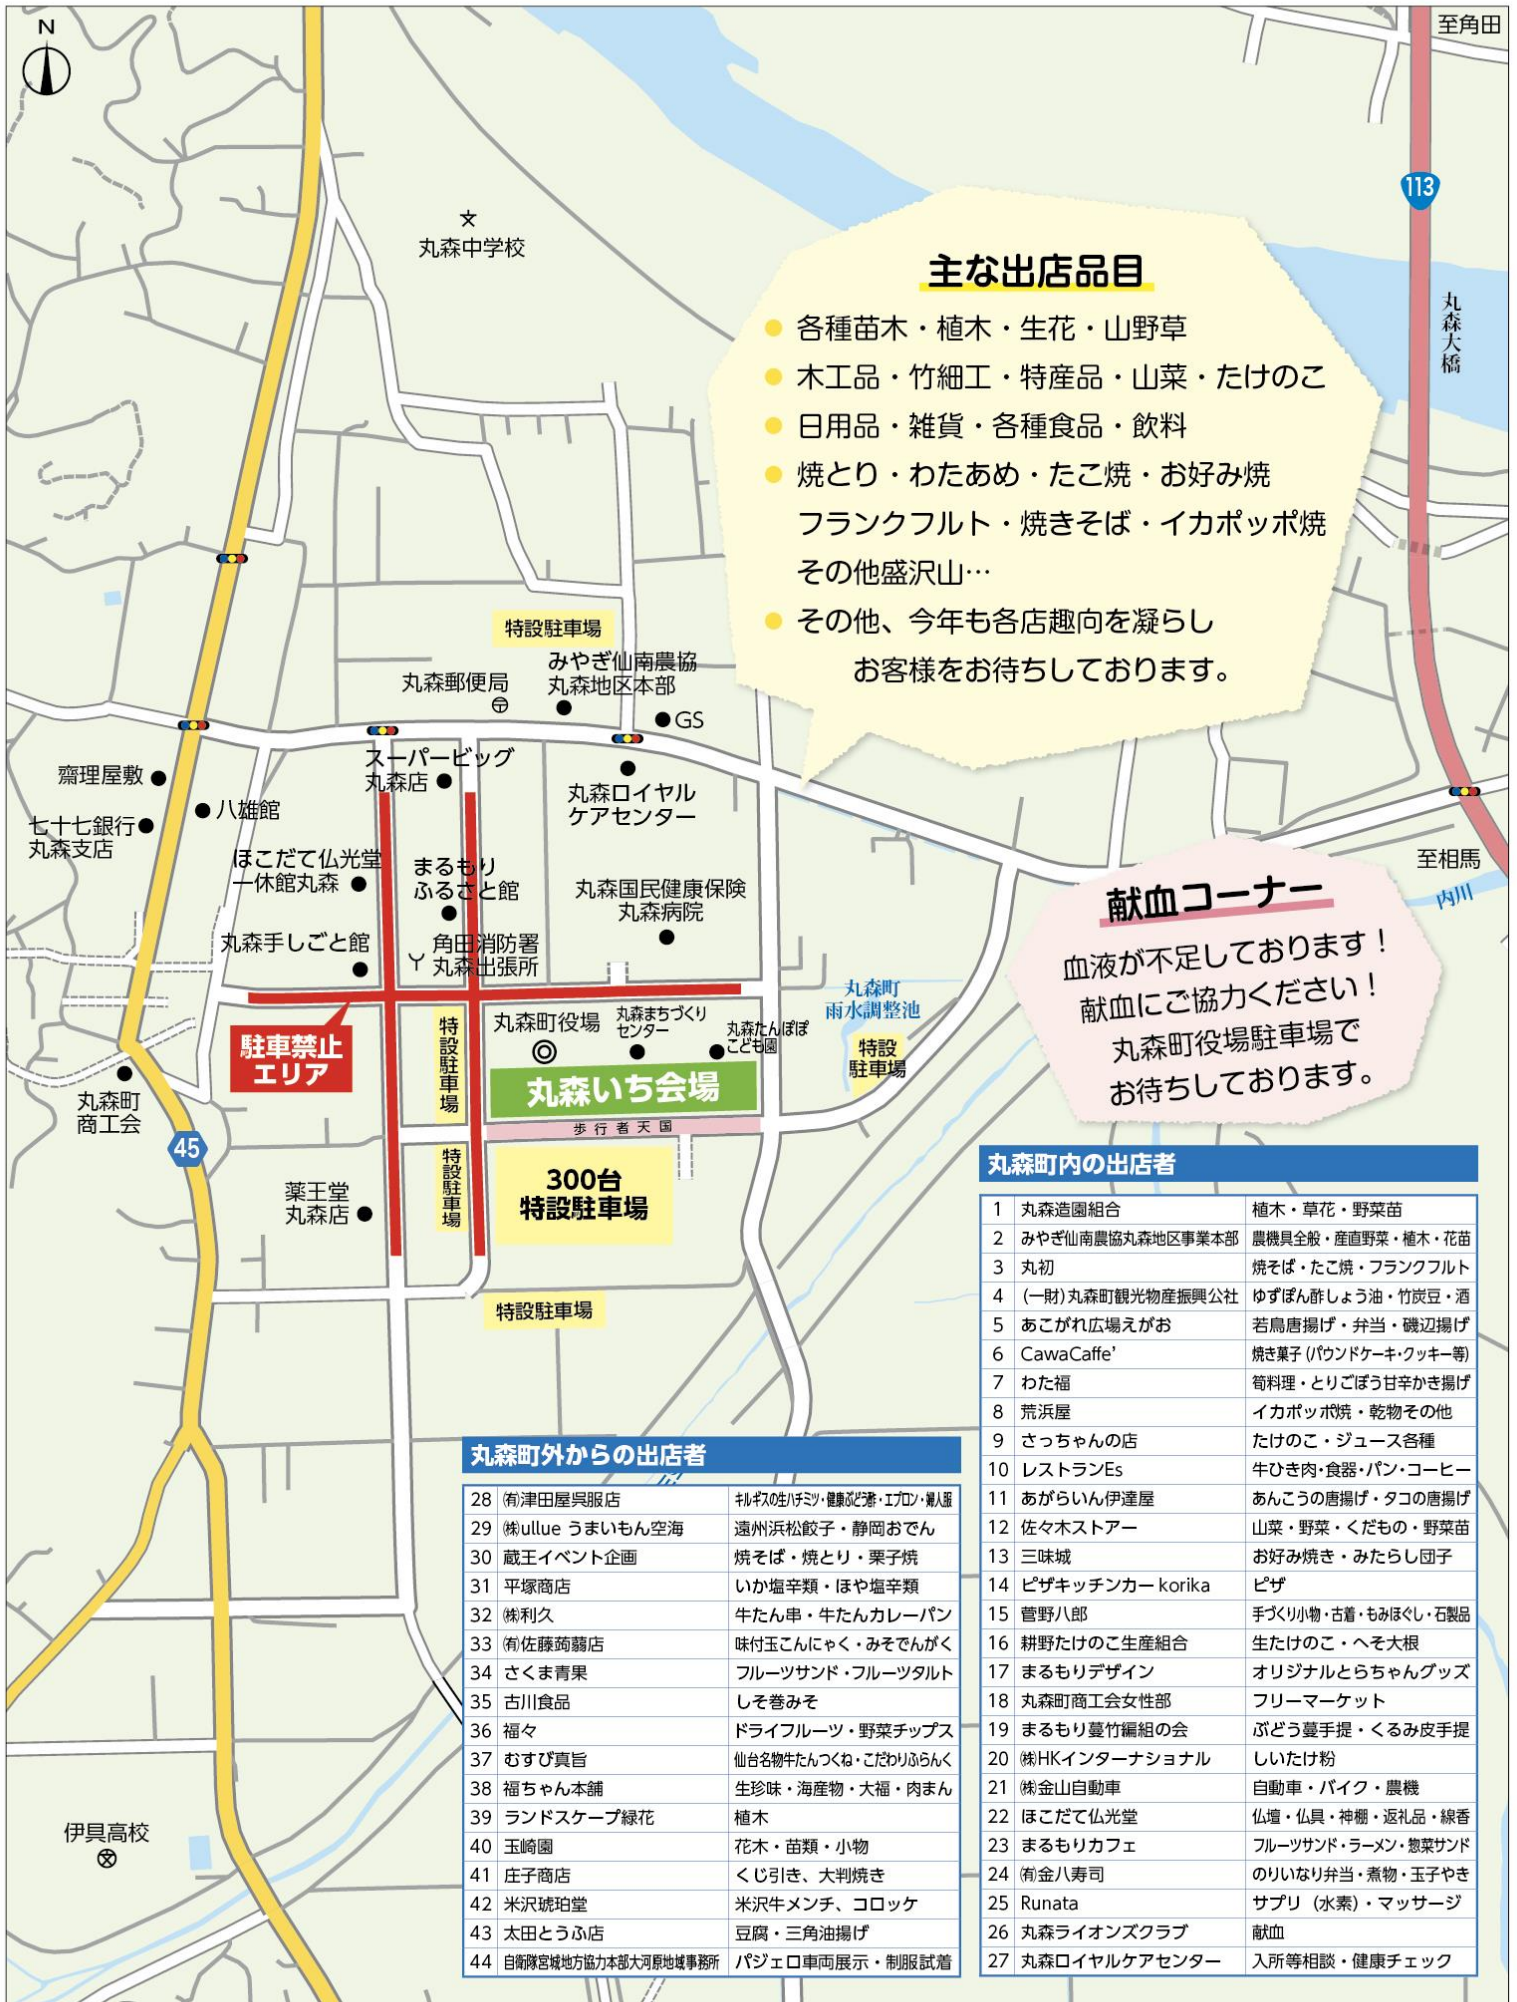 N
至角田
113
丸森大橋
文
丸森中学校
主な出店品目
各種苗木・植木・生花・山野草
木工品・竹細工・特産品・山菜・たけのこ
日用品・雑貨・各種食品・飲料
焼とり・わたあめ・たこ焼・お好み焼
フランクフルト・焼きそば・イカポッポ焼
その他盛沢山…
その他、今年も各店趣向を凝らし
お客様をお待ちしております。
特設駐車場
みやぎ仙南農協
丸森地区本部
丸森郵便局
GS
スーパービッグ
丸森店
丸森ロイヤル
ケアセンター
齋理屋敷
八雄館
七十七銀行
丸森支店
ほこだて仏光堂
一休館丸森
まるもり
ふるさと館
丸森国民健康保険
丸森病院
丸森手しごと館
角田消防署
丸森出張所
至相馬
内川
献血コーナー
血液が不足しております！
献血にご協力ください！
丸森町役場駐車場で
お待ちしております。
丸森町
雨水調整池
特設
駐車場
駐車禁止
エリア
特設駐車場
丸森町役場
丸森まちづくり
センター
丸森たんぽぽ
こども園
丸森いち会場
歩行者天国
丸森町
商工会
45
特設駐車場
300台
特設駐車場
薬王堂
丸森店
特設駐車場
伊具高校
丸森町内の出店者
1 丸森造園組合 植木・草花・野菜苗
2 みやぎ仙南農協丸森地区事業本部 農機具全般・産直野菜・植木・花苗
3 丸初 焼そば・たこ焼・フランクフルト
4 (一財)丸森町観光物産振興公社 ゆずぽん酢しょう油・竹炭豆・酒
5 あこがれ広場えがお 若鳥唐揚げ・弁当・磯辺揚げ
6 CawaCaffe’ 焼き菓子(パウンドケーキ・クッキー等)
7 わた福 筍料理・とりごぼう甘辛かき揚げ
8 荒浜屋 イカポッポ焼・乾物その他
9 さっちゃんの店 たけのこ・ジュース各種
10 レストランEs 牛ひき肉・食器・パン・コーヒー
11 あがらいん伊達屋 あんこうの唐揚げ・タコの唐揚げ
12 佐々木ストアー 山菜・野菜・くだもの・野菜苗
13 三味城 お好み焼き・みたらし団子
14 ピザキッチンカー korika ピザ
15 菅野八郎 手づくり小物・古着・もみほぐし・石製品
16 耕野たけのこ生産組合 生たけのこ・へそ大根
17 まるもりデザイン オリジナルとらちゃんグッズ
18 丸森町商工会女性部 フリーマーケット
19 まるもり蔓竹編組の会 ぶどう蔓手提・くるみ皮手提
20 ㈱HKインターナショナル しいたけ粉
21 ㈱金山自動車 自動車・バイク・農機
22 ほこだて仏光堂 仏壇・仏具・神棚・返礼品・線香
23 まるもりカフェ フルーツサンド・ラーメン・惣菜サンド
24 ㈲金八寿司 のりいなり弁当・煮物・玉子やき
25 Runata サプリ（水素）・マッサージ
26 丸森ライオンズクラブ 献血
27 丸森ロイヤルケアセンター 入所等相談・健康チェック
丸森町外からの出店者
28 ㈲津田屋呉服店 キルギスの生ハチミツ・健康ぶどう酢・エプロン・婦人服
29 ㈱ullue うまいもん空海 遠州浜松餃子・静岡おでん
30 蔵王イベント企画 焼そば・焼とり・栗子焼
31 平塚商店 いか塩辛類・ほや塩辛類
32 ㈱利久 牛たん串・牛たんカレーパン
33 ㈲佐藤蒟蒻店 味付玉こんにゃく・みそでんがく
34 さくま青果 フルーツサンド・フルーツタルト
35 古川食品 しそ巻みそ
36 福々 ドライフルーツ・野菜チップス
37 むすび真旨 仙台名物牛たんつくね・こだわりふらんく
38 福ちゃん本舗 生珍味・海産物・大福・肉まん
39 ランドスケープ緑花 植木
40 玉崎園 花木・苗類・小物
41 庄子商店 くじ引き、大判焼き
42 米沢琥珀堂 米沢牛メンチ、コロッケ
43 太田とうふ店 豆腐・三角油揚げ
44 自衛隊宮城地方協力本部大河原地域事務所 パジェロ車両展示・制服試着